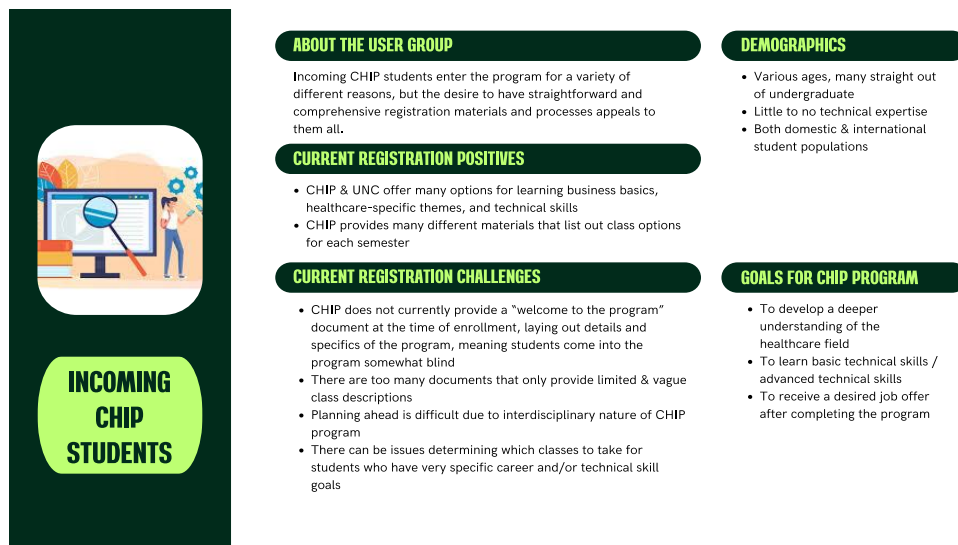 INCOMING
CHIP
STUDENTS
ABOUT THE USER GROUP
Incoming CHIP students enter the program for a variety of
different reasons, but the desire to have straightforward and
comprehensive registration materials and processes appeals to
them all.
CURRENT REGISTRATION POSITIVES
• CHIP & UNC offer many options for learning business basics,
healthcare-specific themes, and technical skills
• CHIP provides many different materials that list out class options
for each semester
CURRENT REGISTRATION CHALLENGES
• CHIP does not currently provide a “welcome to the program”
document at the time of enrollment, laying out details and
specifics of the program, meaning students come into the
program somewhat blind
• There are too many documents that only provide limited & vague
class descriptions
• Planning ahead is difficult due to interdisciplinary nature of CHIP
program
• There can be issues determining which classes to take for
students who have very specific career and/or technical skill
goals
DEMOGRAPHICS
• Various ages, many straight out
of undergraduate
• Little to no technical expertise
• Both domestic & international
student populations
GOALS FOR CHIP PROGRAM
• To develop a deeper
understanding of the
healthcare field
• To learn basic technical skills /
advanced technical skills
• To receive a desired job offer
after completing the program